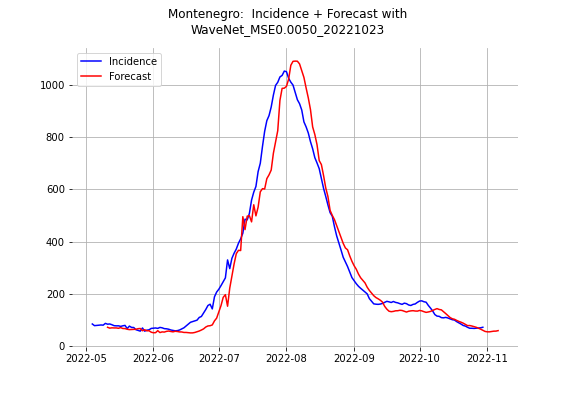 Montenegro:  Incidence + Forecast with
WaveNet_MSE0.0050_20221023
Incidence
Forecast
1000
800
600
400
200
0
2022-05 2022-06 2022-07 2022-08 2022-09 2022-10 2022-11